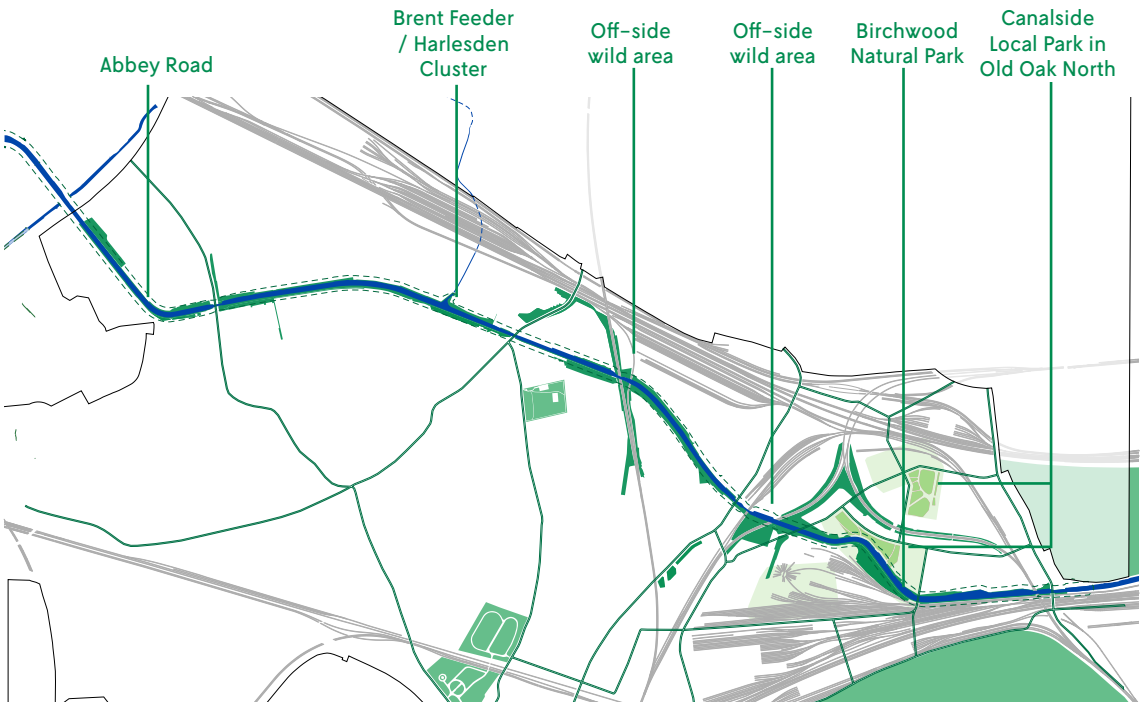 Abbey Road
Brent Feeder
/ Harlesden
Cluster
Off-side
wild area
Off-side
wild area
Birchwood
Natural Park
Canalside
Local Park in
Old Oak North